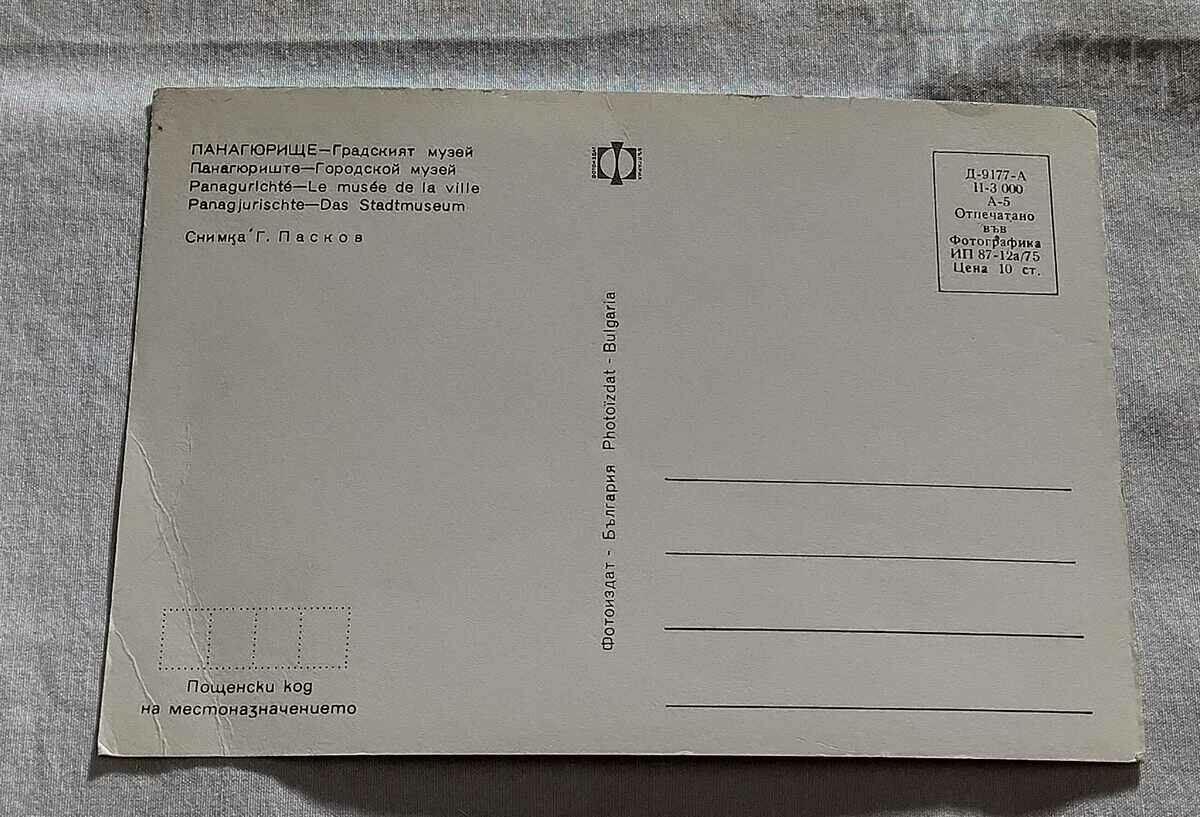 ПАНАГЮРИЩЕ—Градският музей
Панагюриште—Городской музей
Panagurichté—Le musée de la ville
Panagjurischte—Das Stadtmuseum
Снимка Г. Пасков
Д-9177-А
II-3 000
А-5
Отпечатано
във
Фотографика
ИП 87-12а/75
Цена 10 ст.
Фотоиздат - България Photoïzdat - Bulgaria
Пощенски код
на местоназначението